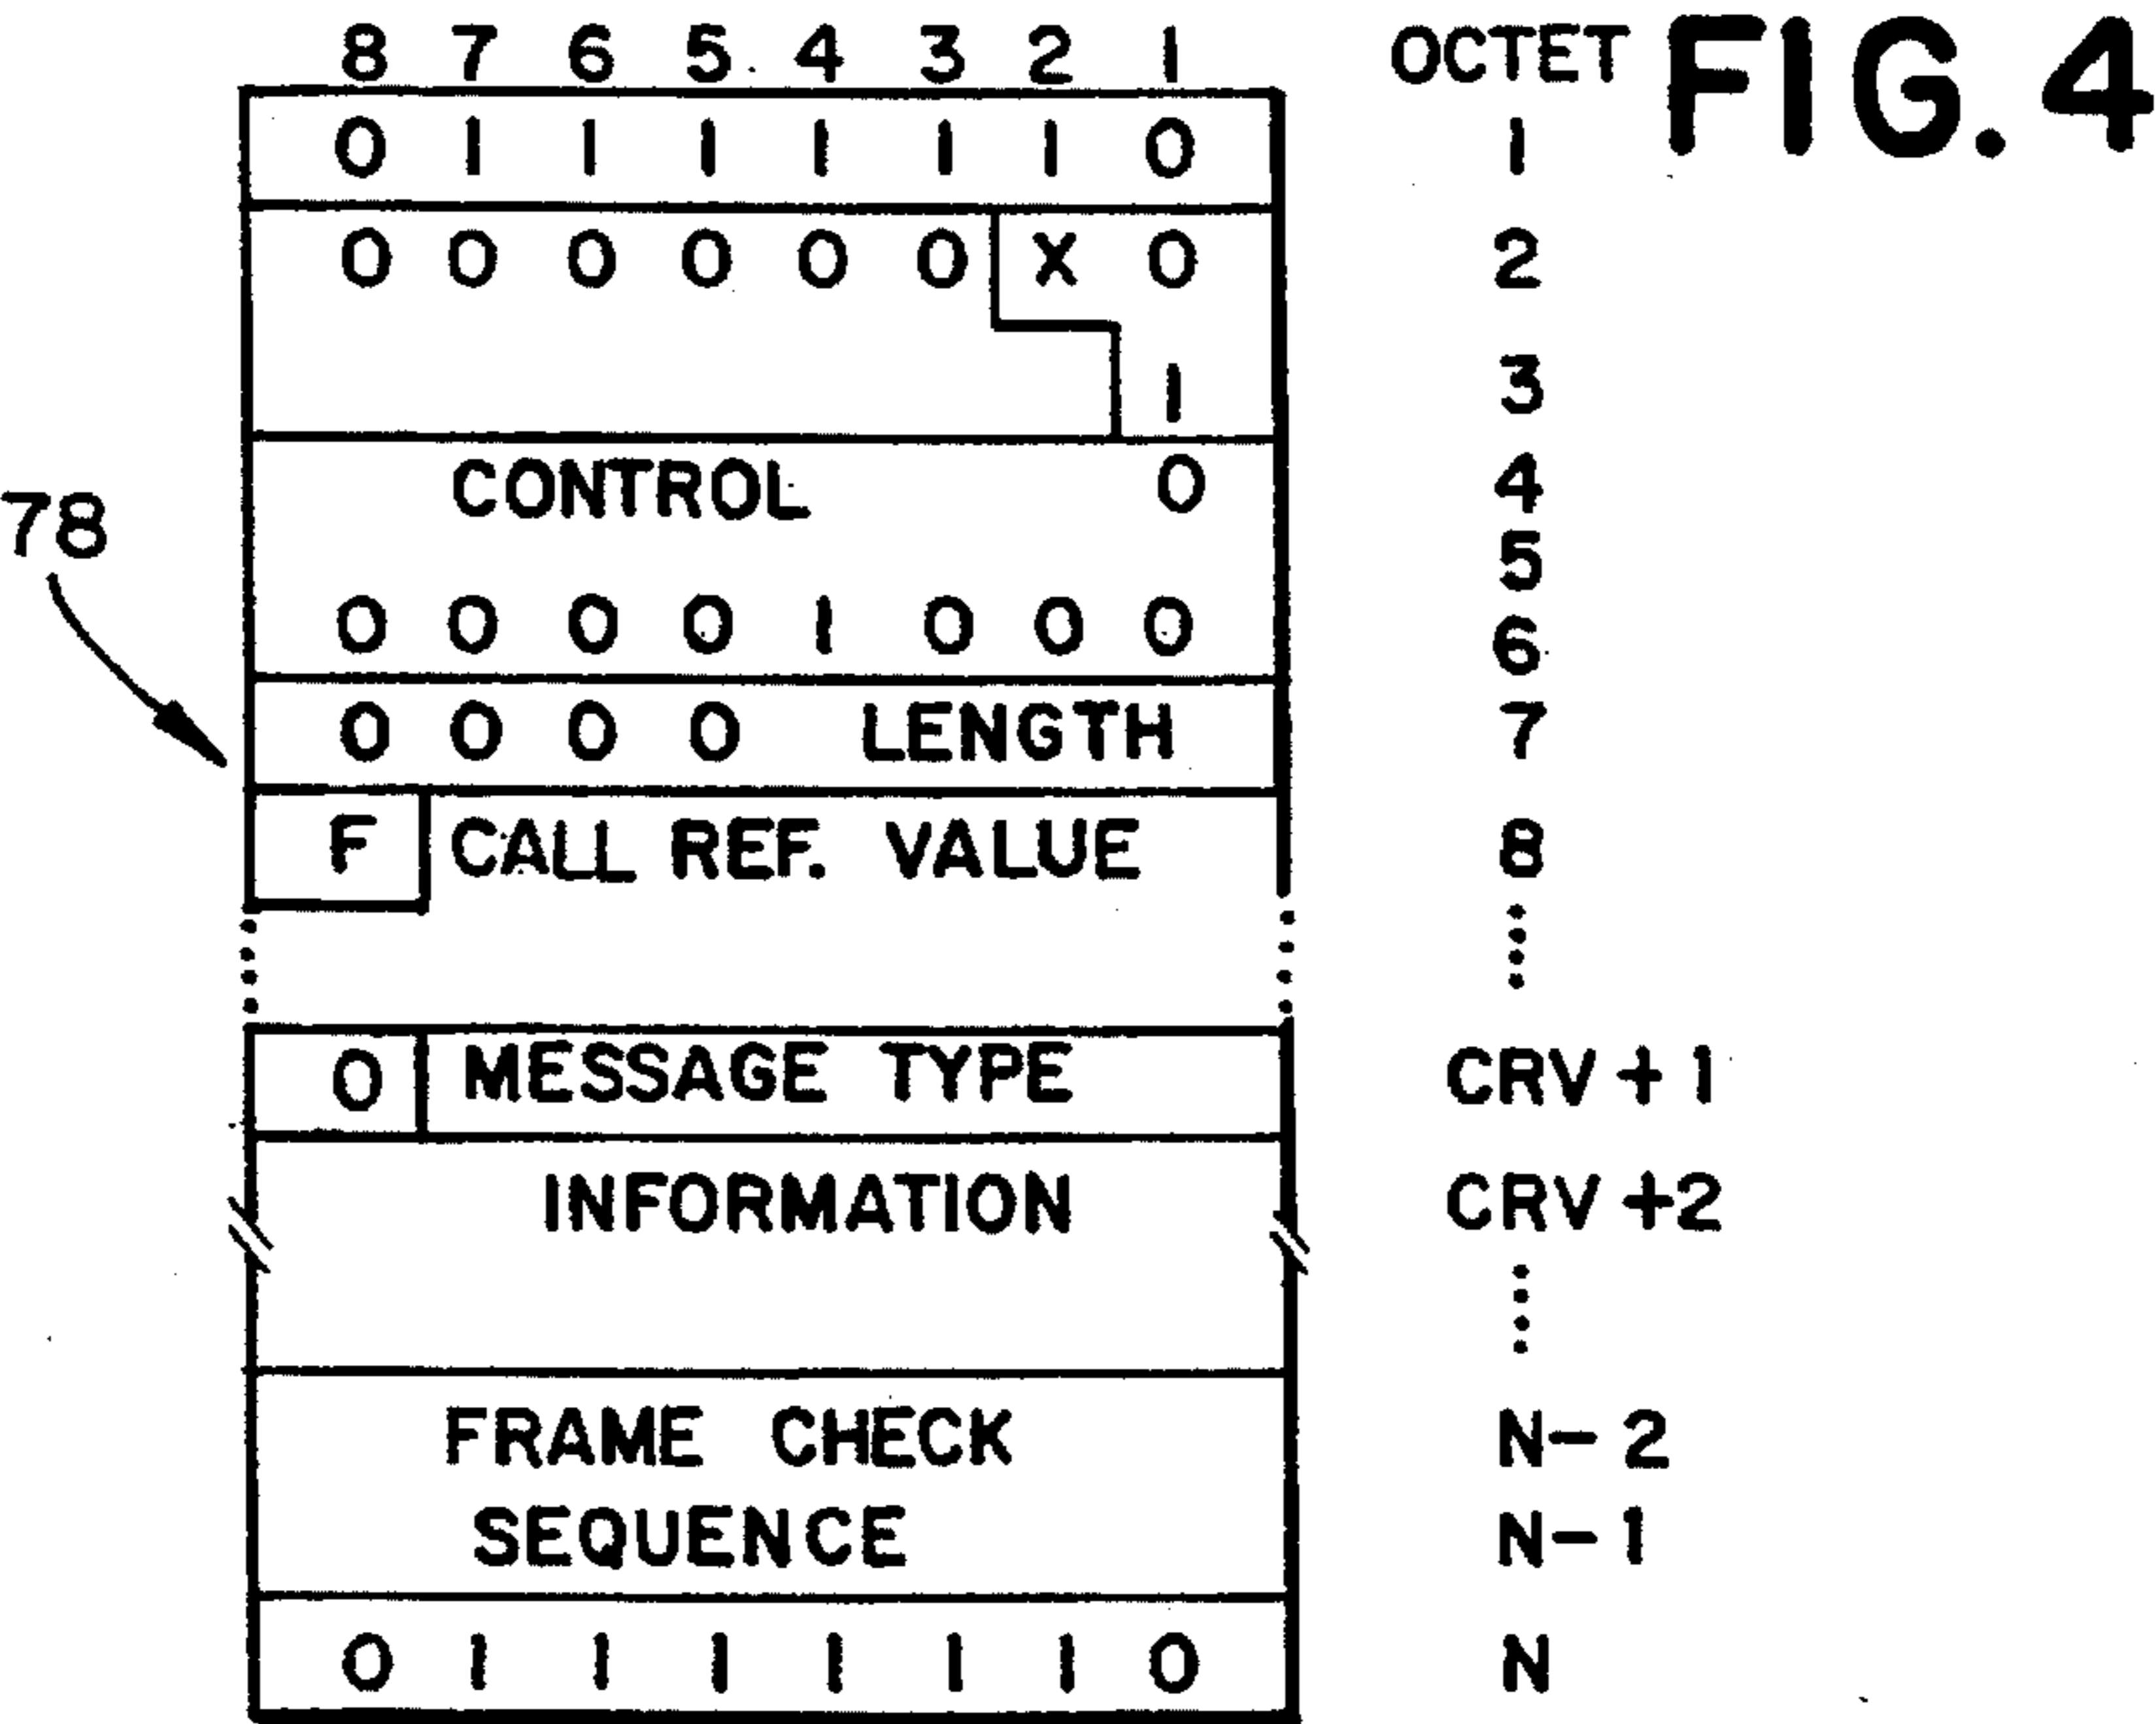 8 7 6 5 4 3 2 1 OCTET FIG. 4
0 1 1 1 1 1 1 0 1
0 0 0 0 0 0 X 0 2
1 3
CONTROL 0 4
78
5
0 0 0 0 1 0 0 0 6
0 0 0 0 LENGTH 7
F CALL REF. VALUE 8
0 MESSAGE TYPE CRV + 1
INFORMATION CRV + 2
FRAME CHECK N - 2
SEQUENCE N - 1
0 1 1 1 1 1 1 0 N